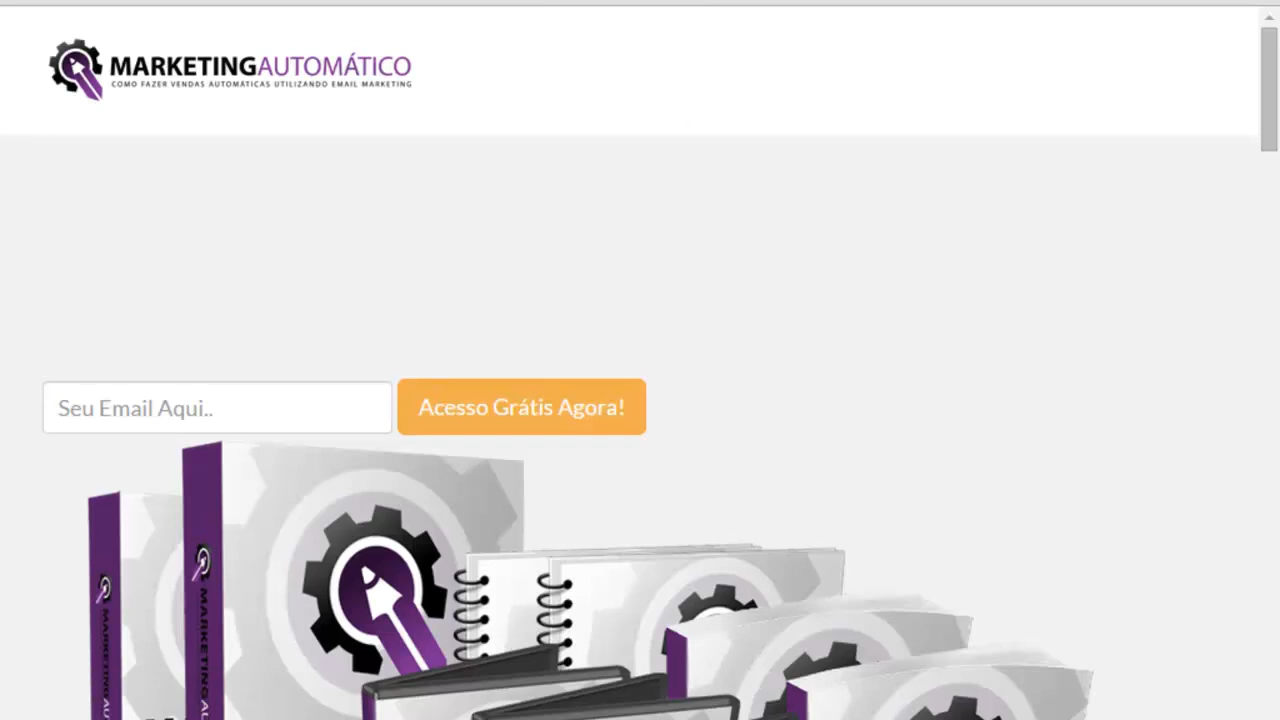 MARKETINGAUTOMÁTICO
COMO FAZER VENDAS AUTOMÁTICAS UTILIZANDO EMAIL MARKETING
Seu Email Aqui..
Acesso Grátis Agora!